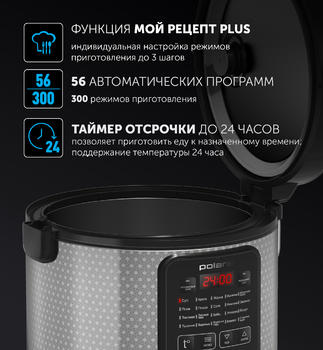 ФУНКЦИЯ МОЙ РЕЦЕПТ PLUS
индивидуальная настройка режимов
приготовления до 3 шагов
56
300
56 АВТОМАТИЧЕСКИХ ПРОГРАММ
300 режимов приготовления
24
ТАЙМЕР ОТСРОЧКИ ДО 24 ЧАСОВ
позволяет приготовить еду к назначенному времени;
поддержание температуры 24 часа
polaris
24:00